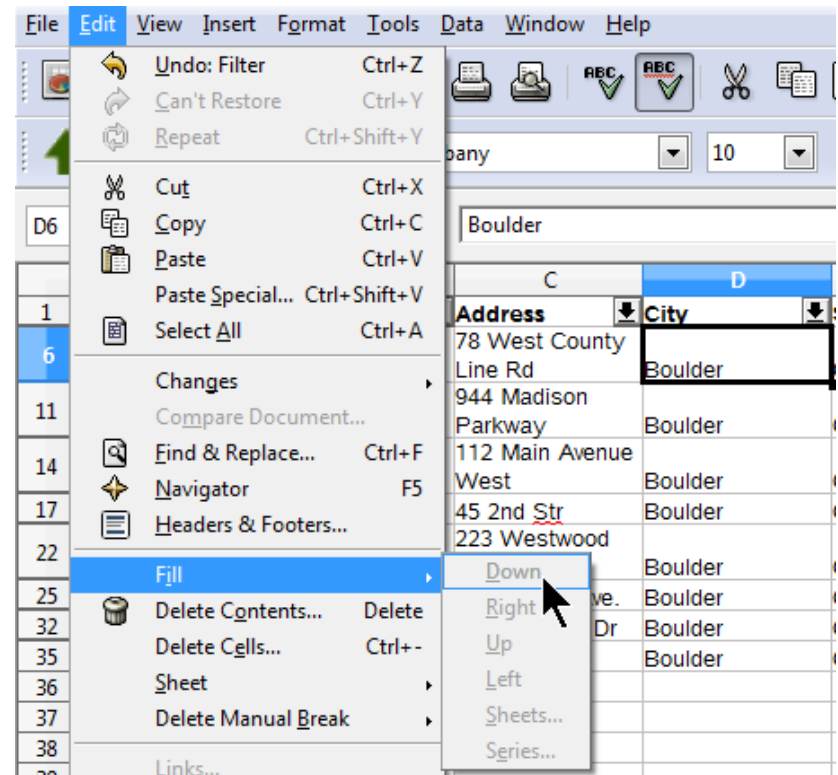 File Edit View Insert Format Tools Data Window Help
Undo: Filter Ctrl+Z
Can't Restore Ctrl+Y
Repeat Ctrl+Shift+Y
ABC ABC
pany 10
Cut Ctrl+X
Copy Ctrl+C
D6 Boulder
Paste Ctrl+V
Paste Special... Ctrl+Shift+V
Select All Ctrl+A
C D
1 Address City
6 78 West County
Line Rd Boulder
Changes
11 944 Madison
Parkway Boulder
Compare Document...
14 112 Main Avenue
West Boulder
Find & Replace... Ctrl+F
Navigator F5
17 45 2nd Str Boulder
Headers & Footers...
22 223 Westwood
Boulder
Fill
Down
25 ve. Boulder
Delete Contents... Delete
Right
32 Dr Boulder
Delete Cells... Ctrl+-
Up
35 Boulder
Sheet
Left
36
37
Delete Manual Break
Sheets...
38
Series...
Links...
39